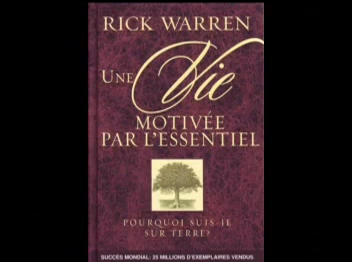 RICK WARREN
UNE Vie
MOTIVÉE
PAR L'ESSENTIEL
POURQUOI SUIS-JE
SUR TERRE?
SUCCÈS MONDIAL: 25 MILLIONS D'EXEMPLAIRES VENDUS